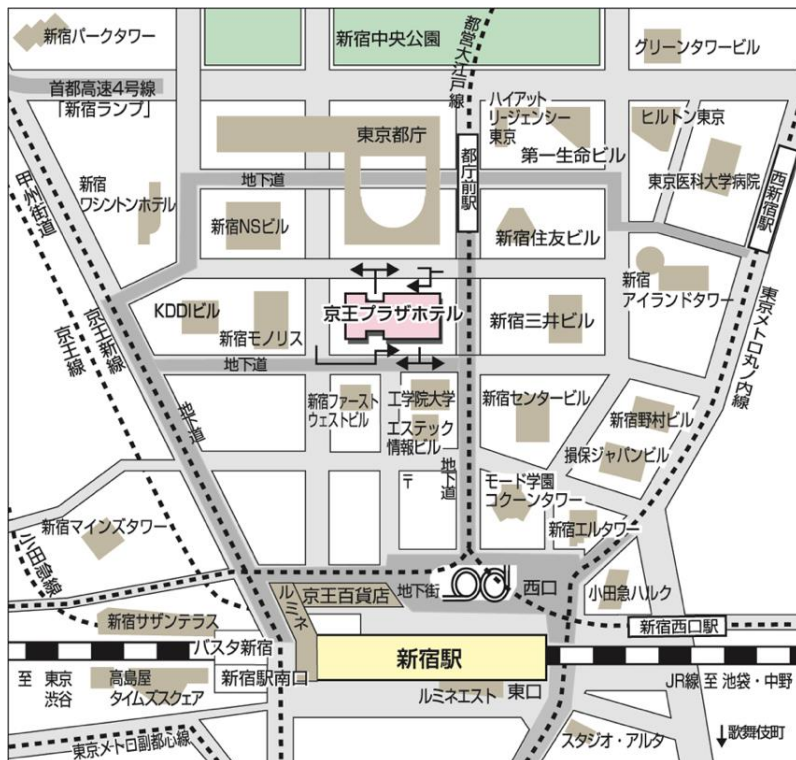 新宿パークタワー
新宿中央公園
都営大江戸線
グリーンタワービル
首都高速4号線
「新宿ランプ」
ハイアット
リージェンシー
東京
ヒルトン東京
東京都庁
第一生命ビル
都庁前駅
東京医科大学病院
西新宿駅
甲州街道
新宿
ワシントンホテル
地下道
新宿NSビル
新宿住友ビル
新宿
アイランドタワー
KDDIビル
新宿モノリス
京王プラザホテル
新宿三井ビル
東京メトロ丸ノ内線
京王新線
京王線
地下道
地下道
新宿ファースト
ウェストビル
工学院大学
エステック
情報ビル
新宿センタービル
新宿野村ビル
損保ジャパンビル
地下道
〒
モード学園
コクーンタワー
新宿エルタワー
新宿マインズタワー
小田急線
ルミネ
京王百貨店
地下街
西口
小田急ハルク
新宿サザンテラス
新宿西口駅
バスタ新宿
新宿駅
至 東京
渋谷
高島屋
タイムズスクェア
新宿駅南口
ルミネエスト
東口
JR線 至 池袋・中野
東京メトロ副都心線
スタジオ・アルタ
↓歌舞伎町